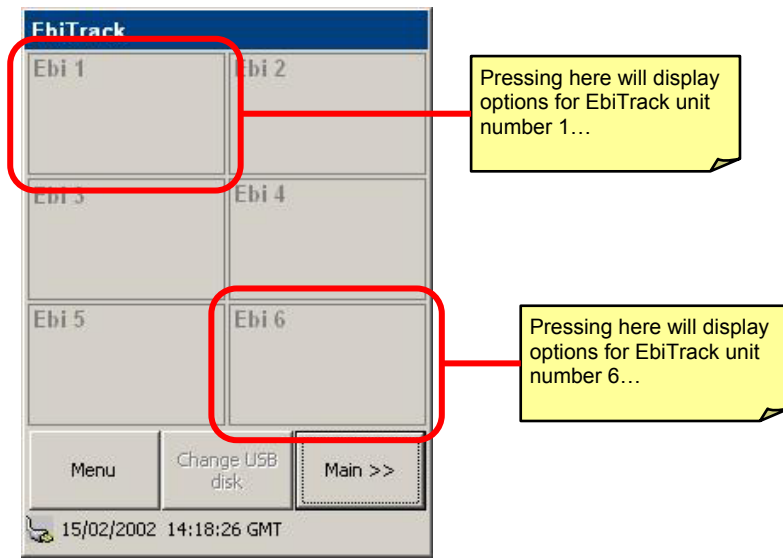 EbiTrack
Ebi 1
Ebi 2
Pressing here will display
options for EbiTrack unit
number 1…
Ebi 3
Ebi 4
Ebi 5
Ebi 6
Pressing here will display
options for EbiTrack unit
number 6…
Menu
Change USB
disk
Main >>
15/02/2002 14:18:26 GMT